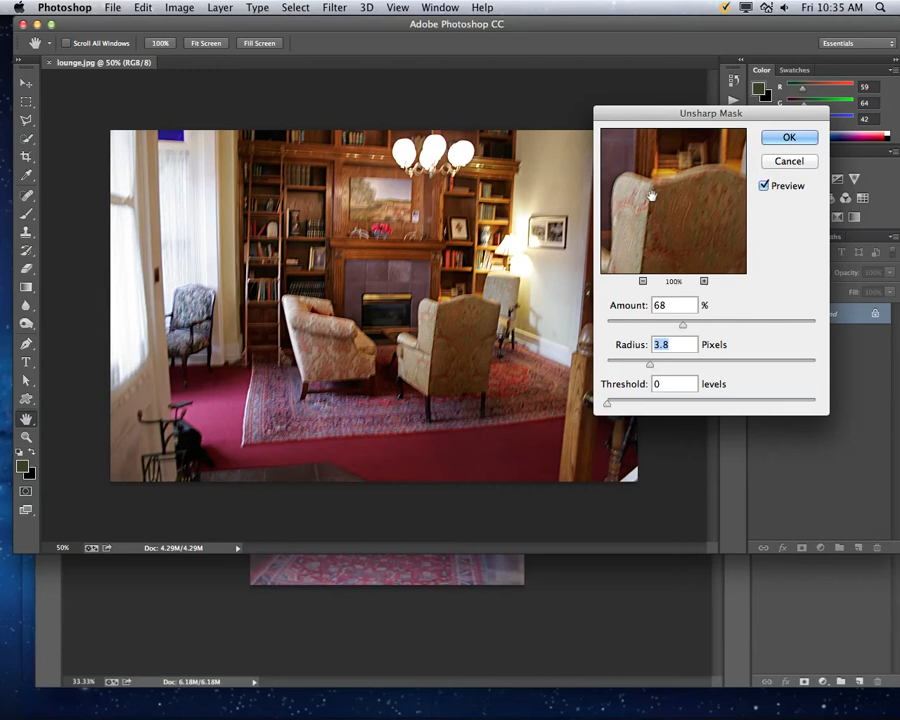 Photoshop File Edit Image Layer Type Select Filter 3D View Window Help Fri 10:35 AM
Adobe Photoshop CC
Scroll All Windows 100% Fit Screen Fill Screen Essentials
lounge.jpg @ 50% (RGB/8)
Color Swatches
R 59
G 64
42
Unsharp Mask
OK
Cancel
Preview
100%
Amount: 68 %
Radius: 3.8 Pixels
Threshold: 0 levels
Opacity:
Fill:
T
fx
50% Doc: 4.29M/4.29M
33.33% Doc: 6.18M/6.18M
fx